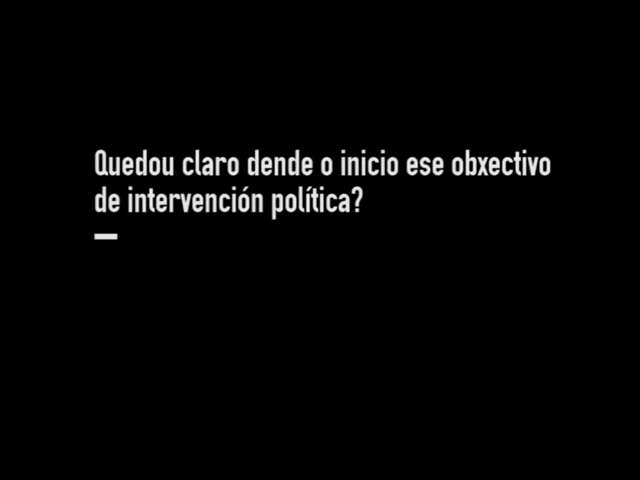 Quedou claro dende o inicio ese obxectivo
de intervención política?